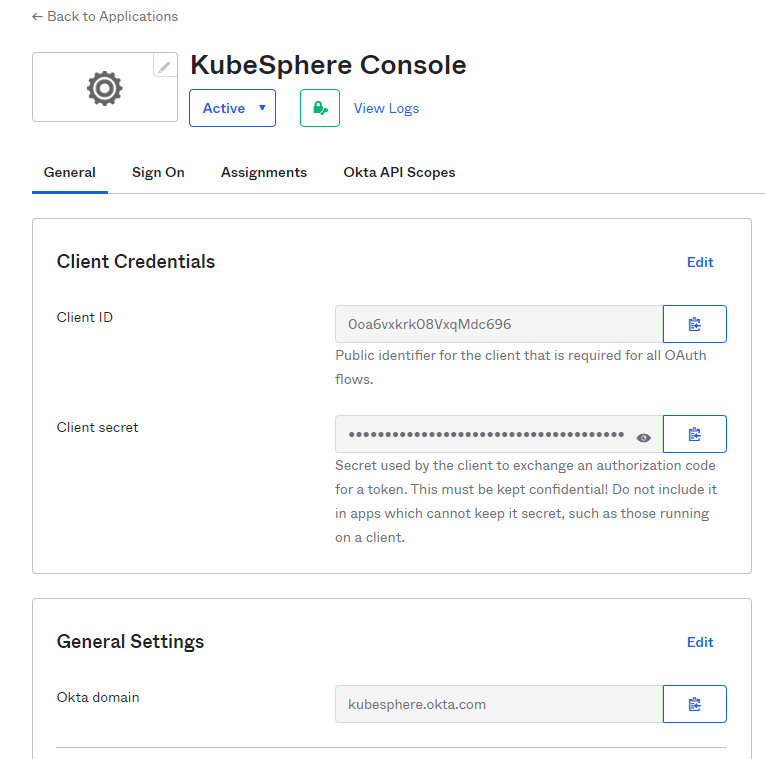 ← Back to Applications
KubeSphere Console
Active
View Logs
General
Sign On
Assignments
Okta API Scopes
Client Credentials
Edit
Client ID
0oa6vxkrk08VxqMdc696
Public identifier for the client that is required for all OAuth
flows.
Client secret
••••••••••••••••••••••••••••••••••••••••
Secret used by the client to exchange an authorization code
for a token. This must be kept confidential! Do not include it
in apps which cannot keep it secret, such as those running
on a client.
General Settings
Edit
Okta domain
kubesphere.okta.com